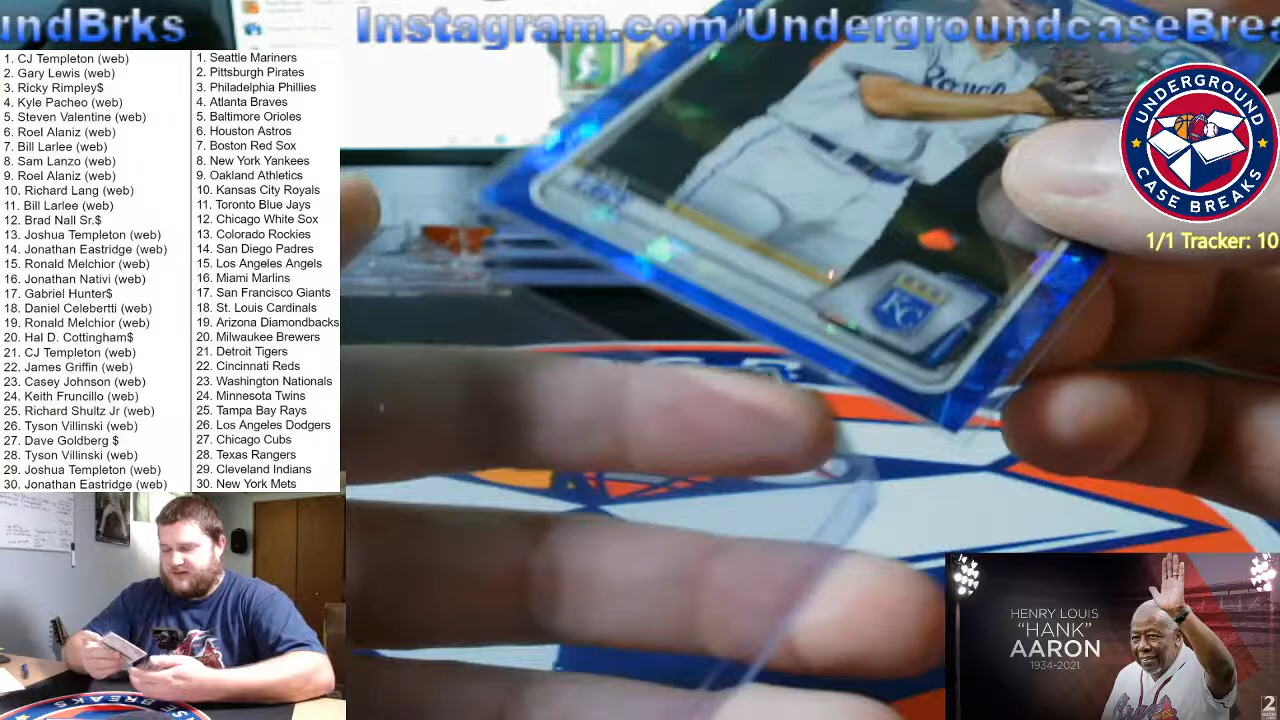 undBrks
Instagram.com/UndergroundcaseBrea
1. CJ Templeton (web)
2. Gary Lewis (web)
3. Ricky Rimpley$
4. Kyle Pacheo (web)
5. Steven Valentine (web)
6. Roel Alaniz (web)
7. Bill Larlee (web)
8. Sam Lanzo (web)
9. Roel Alaniz (web)
10. Richard Lang (web)
11. Bill Larlee (web)
12. Brad Nall Sr.$
13. Joshua Templeton (web)
14. Jonathan Eastridge (web)
15. Ronald Melchior (web)
16. Jonathan Nativi (web)
17. Gabriel Hunter$
18. Daniel Celebertti (web)
19. Ronald Melchior (web)
20. Hal D. Cottingham$
21. CJ Templeton (web)
22. James Griffin (web)
23. Casey Johnson (web)
24. Keith Fruncillo (web)
25. Richard Shultz Jr (web)
26. Tyson Villinski (web)
27. Dave Goldberg $
28. Tyson Villinski (web)
29. Joshua Templeton (web)
30. Jonathan Eastridge (web)
1. Seattle Mariners
2. Pittsburgh Pirates
3. Philadelphia Phillies
4. Atlanta Braves
5. Baltimore Orioles
6. Houston Astros
7. Boston Red Sox
8. New York Yankees
9. Oakland Athletics
10. Kansas City Royals
11. Toronto Blue Jays
12. Chicago White Sox
13. Colorado Rockies
14. San Diego Padres
15. Los Angeles Angels
16. Miami Marlins
17. San Francisco Giants
18. St. Louis Cardinals
19. Arizona Diamondbacks
20. Milwaukee Brewers
21. Detroit Tigers
22. Cincinnati Reds
23. Washington Nationals
24. Minnesota Twins
25. Tampa Bay Rays
26. Los Angeles Dodgers
27. Chicago Cubs
28. Texas Rangers
29. Cleveland Indians
30. New York Mets
Royals
KC
UNDERGROUND
CASE BREAKS
1/1 Tracker: 10
HENRY LOUIS
"HANK"
AARON
1934-2021
2